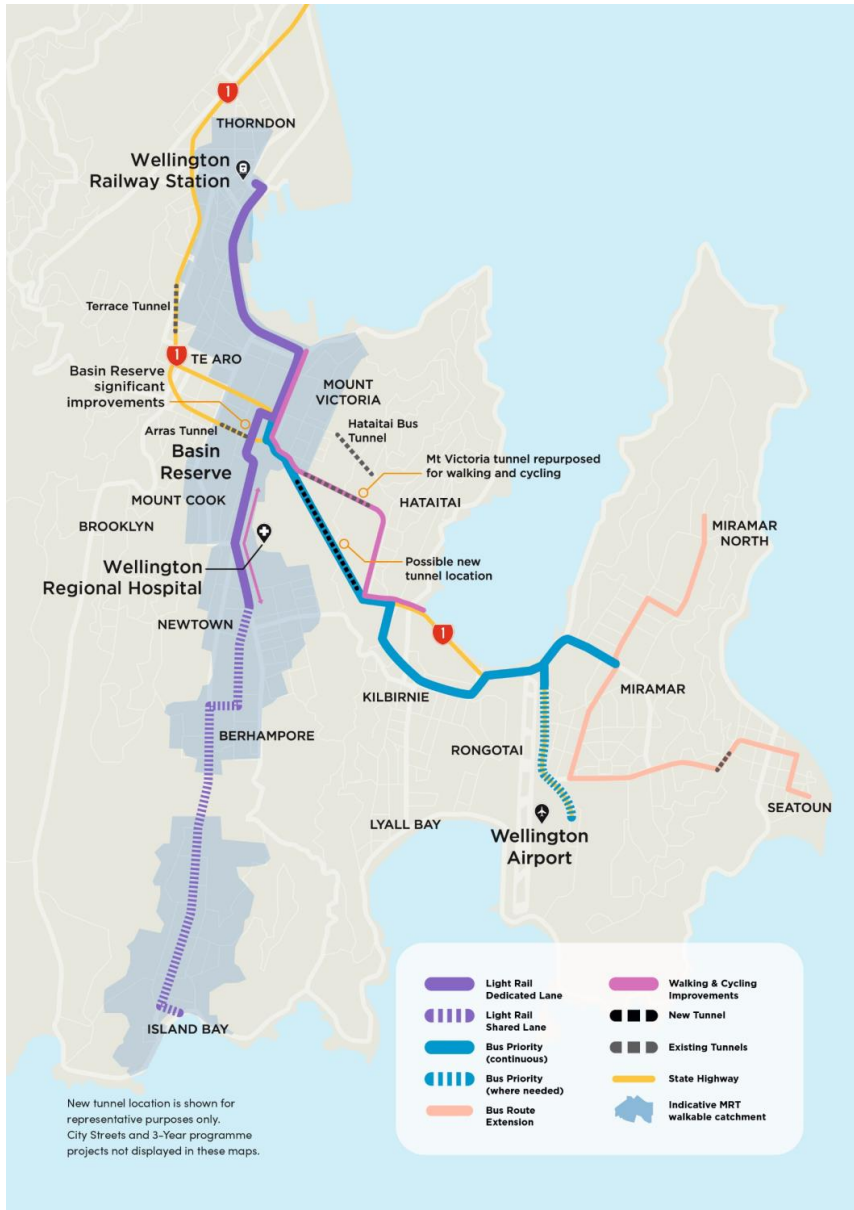 1
THORNDON
Wellington
Railway Station
Terrace Tunnel
1
TE ARO
Basin Reserve
significant
improvements
MOUNT
VICTORIA
Hataitai Bus
Tunnel
Arras Tunnel
Basin
Reserve
Mt Victoria tunnel repurposed
for walking and cycling
MOUNT COOK
HATAITAI
BROOKLYN
MIRAMAR
NORTH
Wellington
Regional Hospital
Possible new
tunnel location
NEWTOWN
1
KILBIRNIE
MIRAMAR
BERHAMPORE
RONGOTAI
SEATOUN
LYALL BAY
Wellington
Airport
ISLAND BAY
Light Rail
Dedicated Lane
Light Rail
Shared Lane
Bus Priority
(continuous)
Bus Priority
(where needed)
Bus Route
Extension
Walking & Cycling
Improvements
New Tunnel
Existing Tunnels
State Highway
Indicative MRT
walkable catchment
New tunnel location is shown for
representative purposes only.
City Streets and 3-Year programme
projects not displayed in these maps.